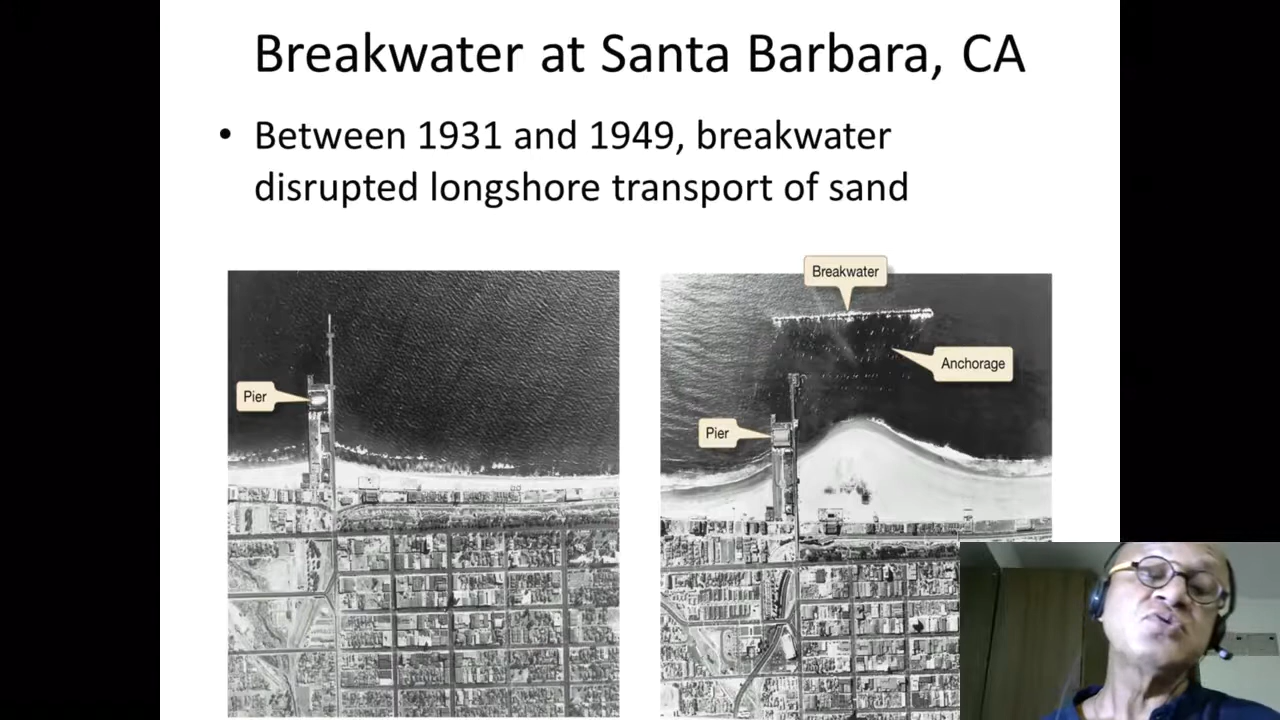 Breakwater at Santa Barbara, CA
• Between 1931 and 1949, breakwater
disrupted longshore transport of sand
Pier
Breakwater
Anchorage
Pier